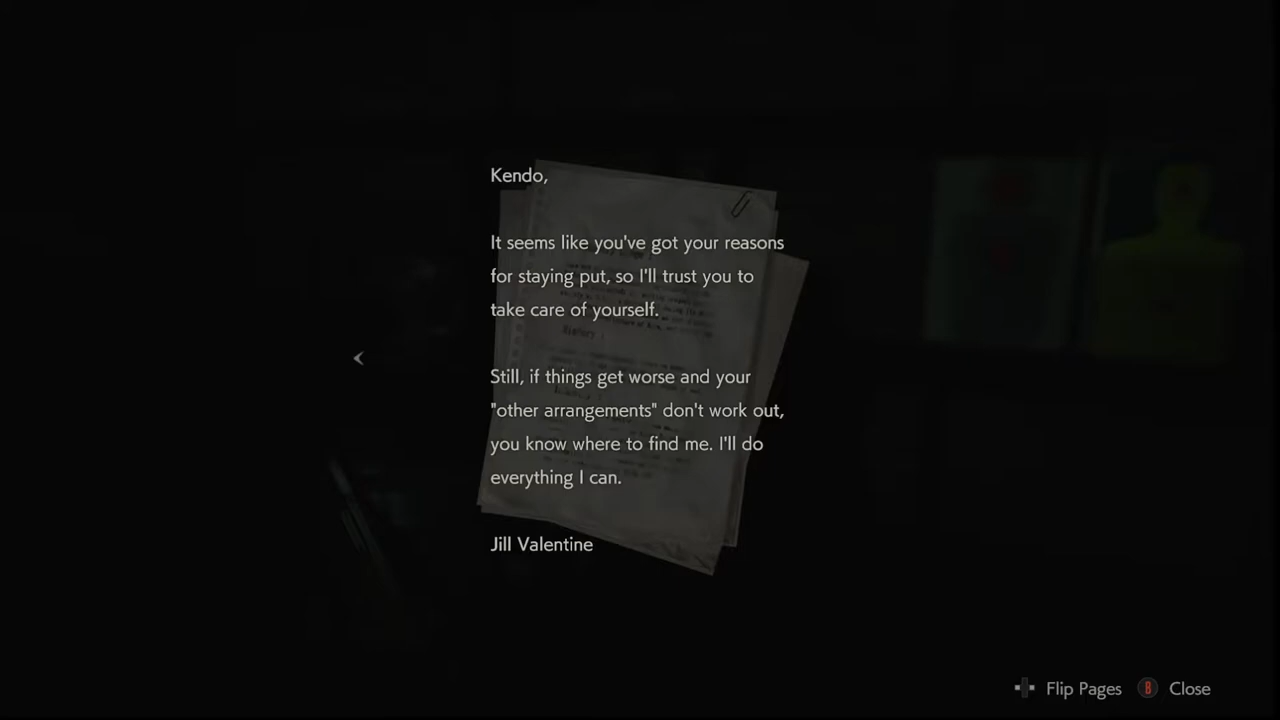 Kendo,
It seems like you've got your reasons
for staying put, so I'll trust you to
take care of yourself.
Still, if things get worse and your
"other arrangements" don't work out,
you know where to find me. I'll do
everything I can.
Jill Valentine
Flip Pages B Close